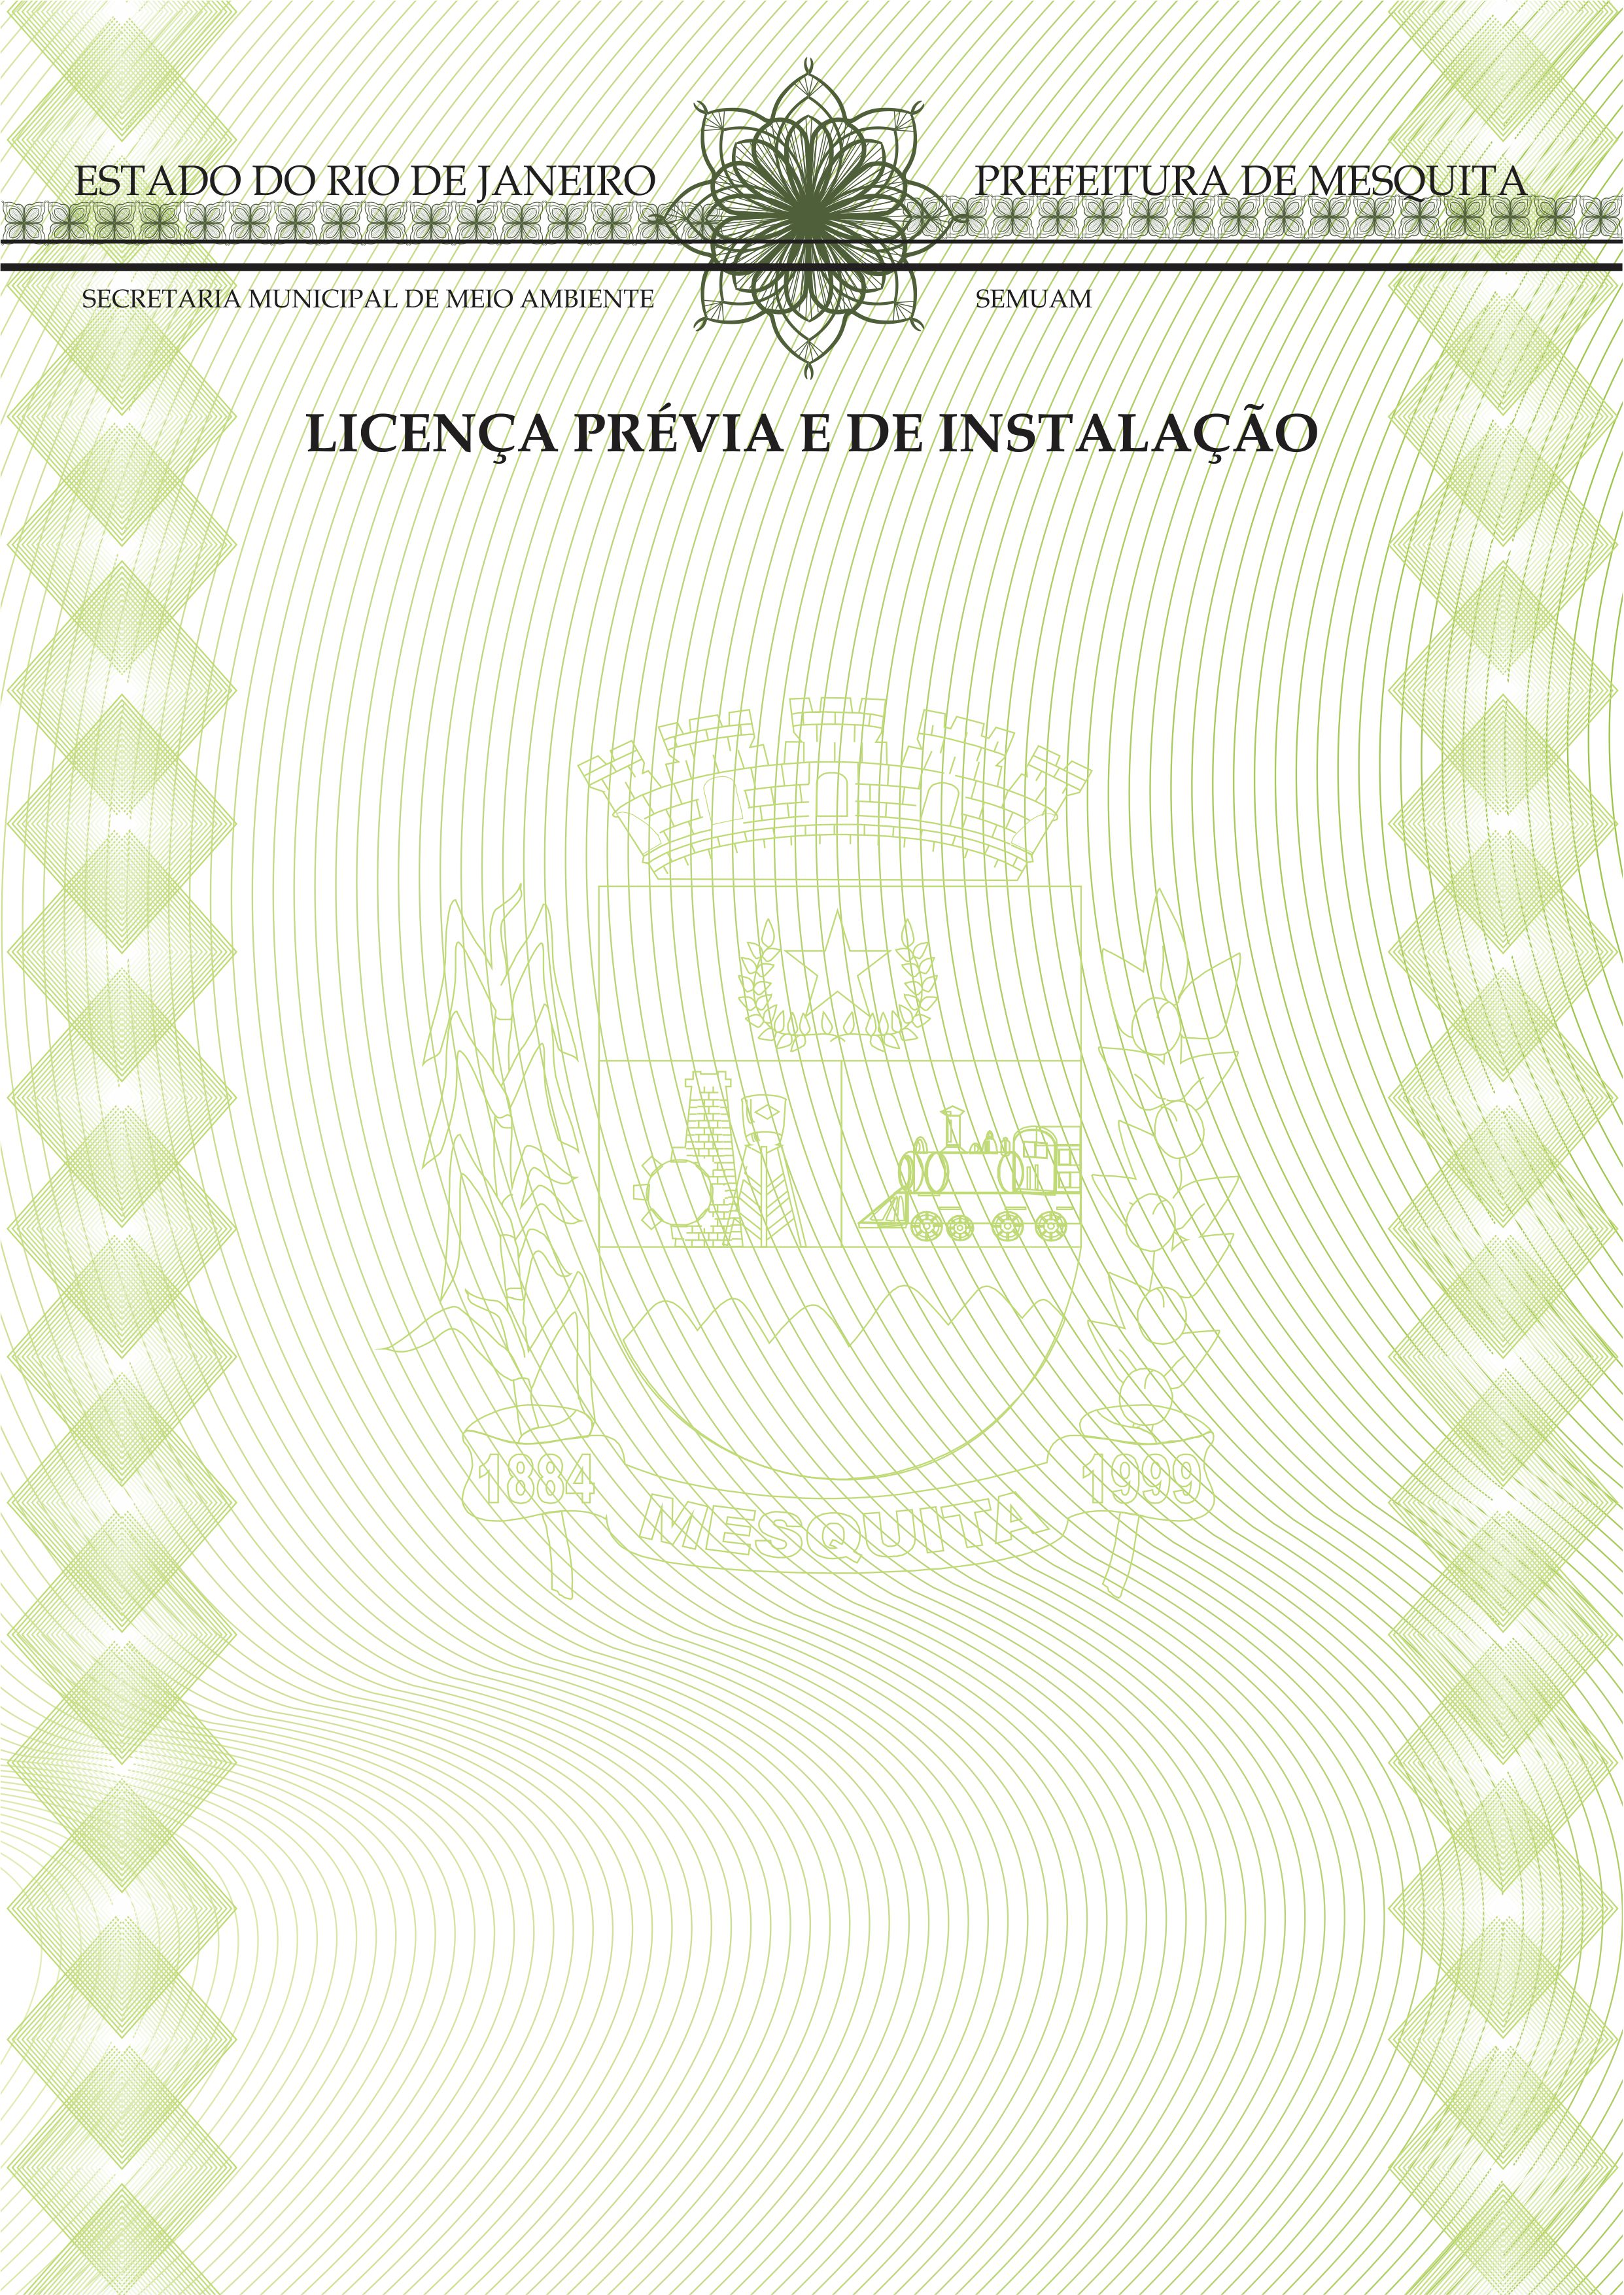 ESTADO DO RIO DE JANEIRO
PREFEITURA DE MESQUITA
SECRETARIA MUNICIPAL DE MEIO AMBIENTE
SEMUAM
LICENÇA PRÉVIA E DE INSTALAÇÃO
1884
MESQUITA
1999